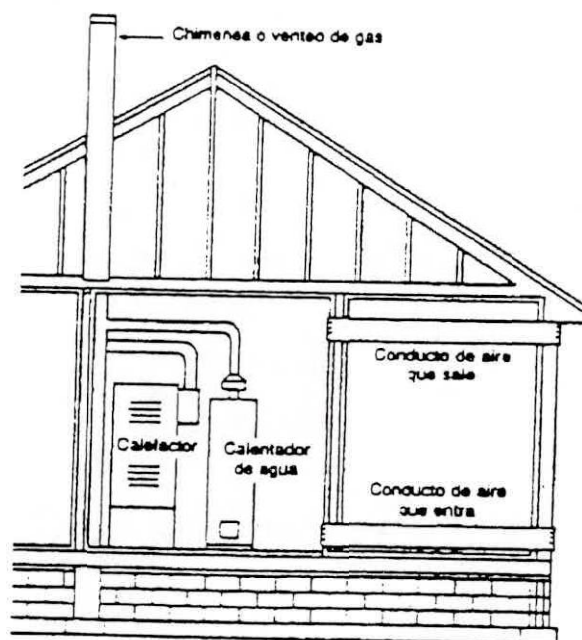 Chimenea o venteo de gas
Conducto de aire
que sale
Calefactor
Calentador
de agua
Conducto de aire
que entra